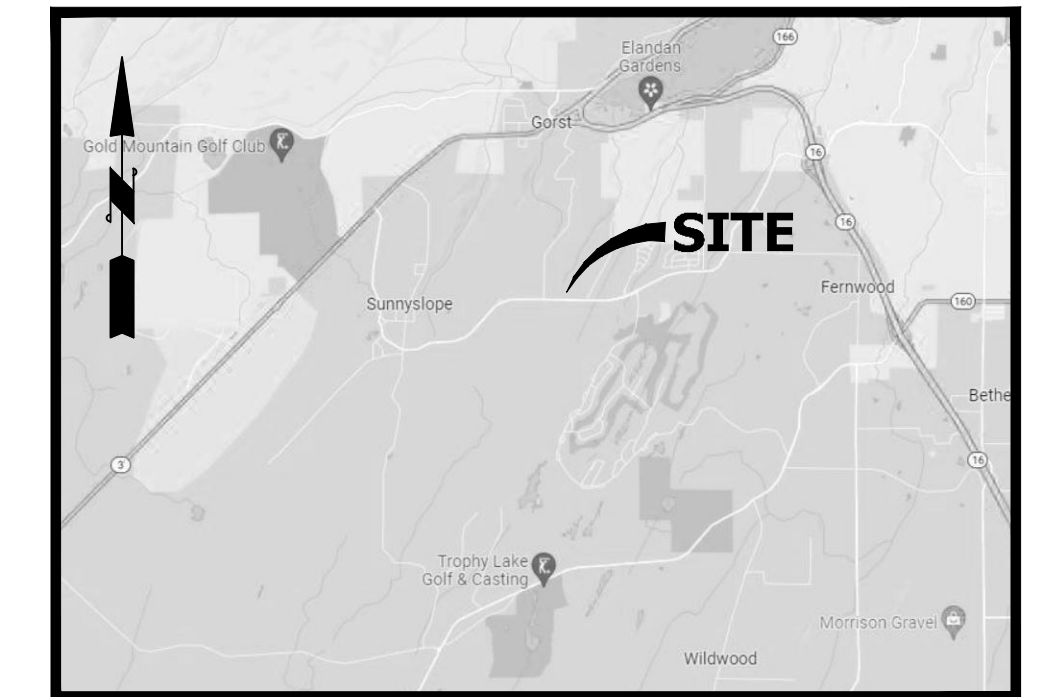 166
Elandan
Gardens
Gorst
Gold Mountain Golf Club
16
N
SITE
16
Fernwood
Sunnyslope
160
Bethe
3
16
Trophy Lake
Golf & Casting
Morrison Gravel
Wildwood